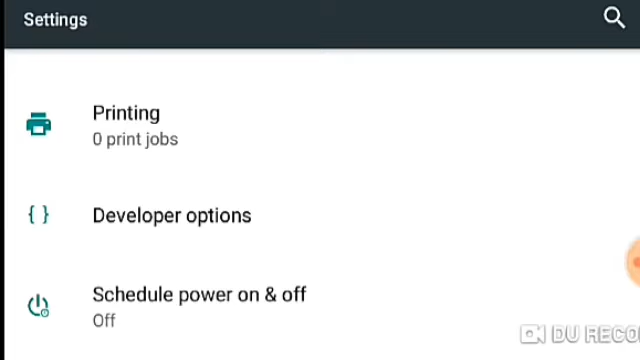 Settings
Printing
0 print jobs
{ } Developer options
Schedule power on & off
Off
DU RECO